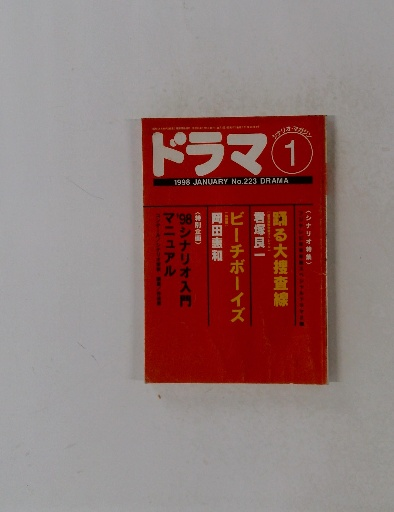 ドラマ
シナリオ・マガジン
1
1998 JANUARY No.223 DRAMA
〈シナリオ特集〉
踊る大捜査線
君塚良一
ビーチボーイズ
岡田惠和
〈特別企画〉
'98シナリオ入門
マニュアル